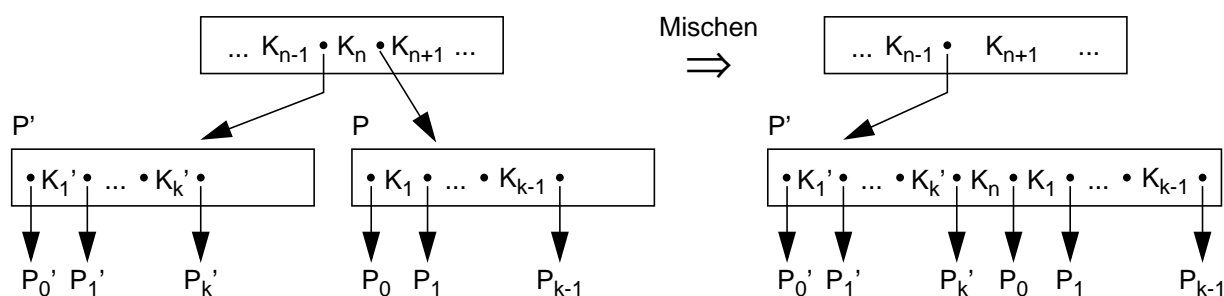 ... K_{n-1} • K_n • K_{n+1} ... Mischen ⇒ ... K_{n-1} • K_{n+1} ...
P’ P P’
• K_1’ • ... • K_k’ • • K_1 • ... • K_{k-1} • • K_1’ • ... • K_k’ • K_n • K_1 • ... • K_{k-1} •
P_0’ P_1’ P_k’ P_0 P_1 P_{k-1} P_0’ P_1’ P_k’ P_0 P_1 P_{k-1}